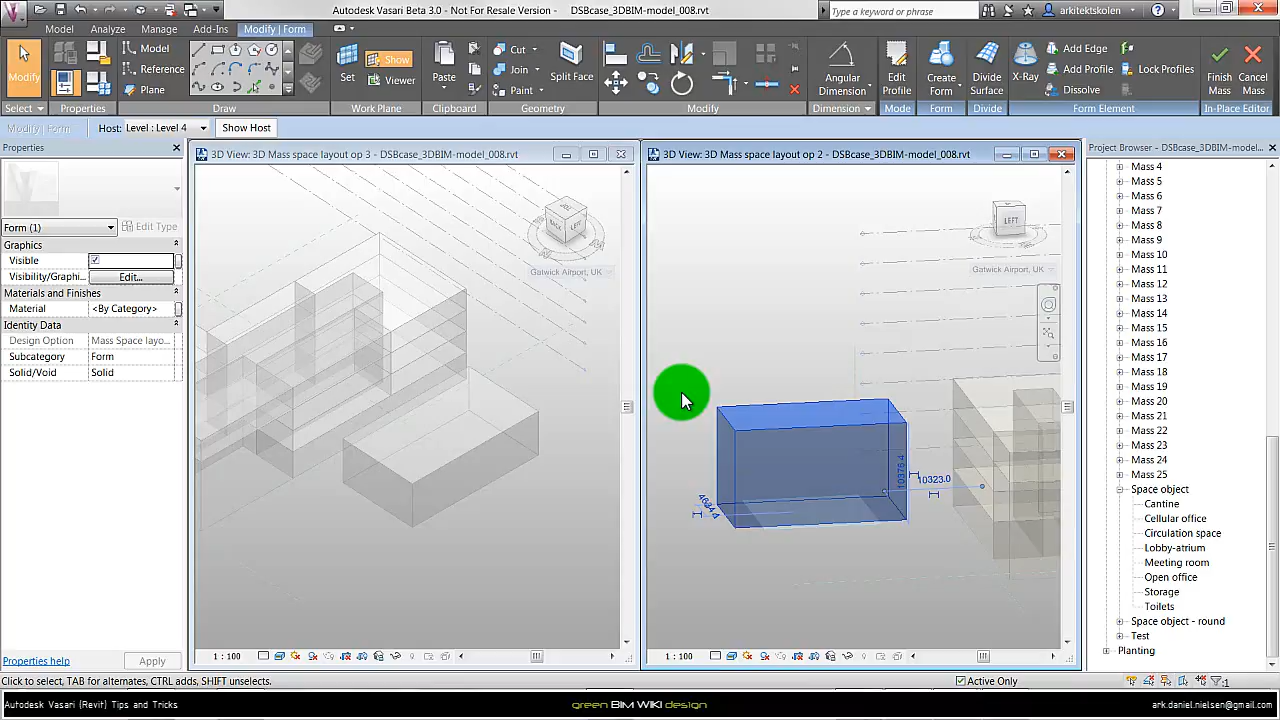 Autodesk Vasari Beta 3.0 - Not For Resale Version - DSBcase_3DBIM-model_008.rvt
Type a keyword or phrase
arkitektskolen
Model Analyze Manage Add-Ins Modify | Form
Modify
Model
Reference
Plane
Set
Show
Viewer
Paste
Cut
Join
Paint
Split Face
Angular Dimension
Edit Profile
Create Form
Divide Surface
X-Ray
Add Edge
Add Profile
Dissolve
Lock Profiles
Finish Mass
Cancel Mass
Select Properties Draw Work Plane Clipboard Geometry Modify Dimension Mode Form Divide Form Element In-Place Editor
Modify | Form
Host: Level : Level 4
Show Host
Properties
Form (1)
Edit Type
Graphics
Visible
Visibility/Graphi... Edit...
Materials and Finishes
Material <By Category>
Identity Data
Design Option Mass Space layo...
Subcategory Form
Solid/Void Solid
Properties help
Apply
3D View: 3D Mass space layout op 3 - DSBcase_3DBIM-model_008.rvt
BACK
LEFT
Gatwick Airport, UK
1 : 100
3D View: 3D Mass space layout op 2 - DSBcase_3DBIM-model_008.rvt
LEFT
Gatwick Airport, UK
10376.4
10323.0
1 : 100
Project Browser - DSBcase_3DBIM-model_...
Mass 4
Mass 5
Mass 6
Mass 7
Mass 8
Mass 9
Mass 10
Mass 11
Mass 12
Mass 13
Mass 14
Mass 15
Mass 16
Mass 17
Mass 18
Mass 19
Mass 20
Mass 21
Mass 22
Mass 23
Mass 24
Mass 25
Space object
Cantine
Cellular office
Circulation space
Lobby-atrium
Meeting room
Open office
Storage
Toilets
Space object - round
Test
Planting
Click to select, TAB for alternates, CTRL adds, SHIFT unselects.
Active Only
:1
Autodesk Vasari (Revit) Tips and Tricks
green BIM WIKI design
ark.daniel.nielsen@gmail.com